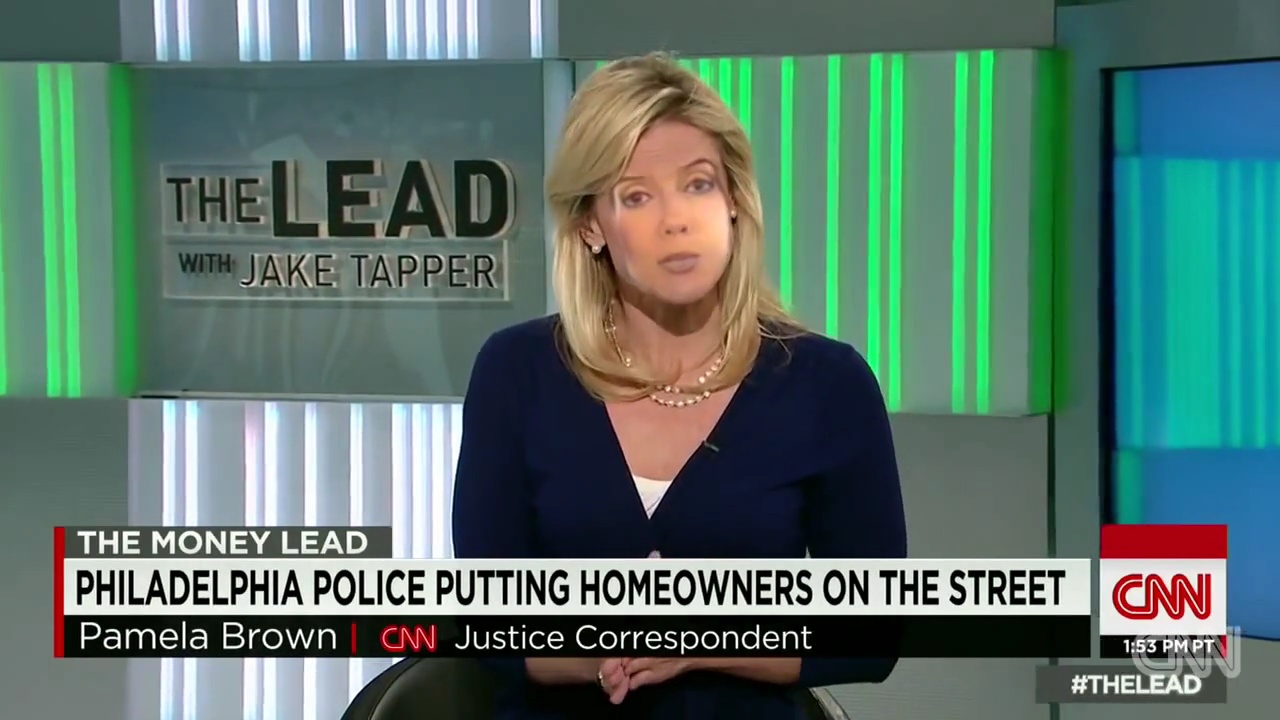 THE LEAD
WITH JAKE TAPPER
THE MONEY LEAD
PHILADELPHIA POLICE PUTTING HOMEOWNERS ON THE STREET
Pamela Brown | CNN Justice Correspondent
CNN
1:53 PM PT
CNN
#THELEAD